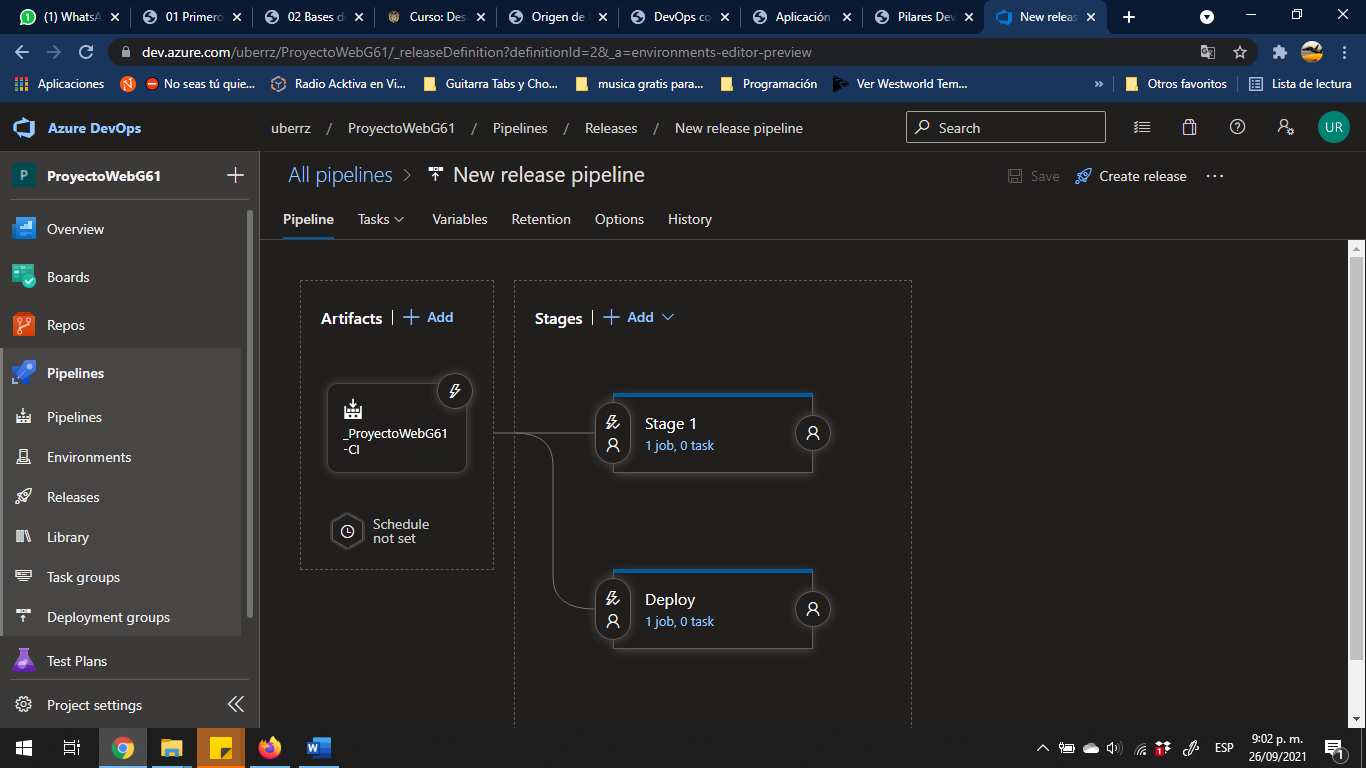 (1) WhatsA
01 Primero
02 Bases d
Curso: Des
Origen de
DevOps co
Aplicación
Pilares Dev
New releas
dev.azure.com/uberrz/ProyectoWebG61/_releaseDefinition?definitionId=2&_a=environments-editor-preview
Aplicaciones
No seas tú quie...
Radio Acktiva en Vi...
Guitarra Tabs y Cho...
musica gratis para...
Programación
Ver Westworld Tem...
»
Otros favoritos
Lista de lectura
Azure DevOps
uberrz / ProyectoWebG61 / Pipelines / Releases / New release pipeline
Search
UR
P ProyectoWebG61
All pipelines > New release pipeline
Save
Create release
Pipeline
Tasks
Variables
Retention
Options
History
Overview
Boards
Repos
Pipelines
Pipelines
Environments
Releases
Library
Task groups
Deployment groups
Test Plans
Project settings
Artifacts | + Add
_ProyectoWebG61
-CI
Schedule
not set
Stages | + Add
Stage 1
1 job, 0 task
Deploy
1 job, 0 task
ESP
9:02 p. m.
26/09/2021
1